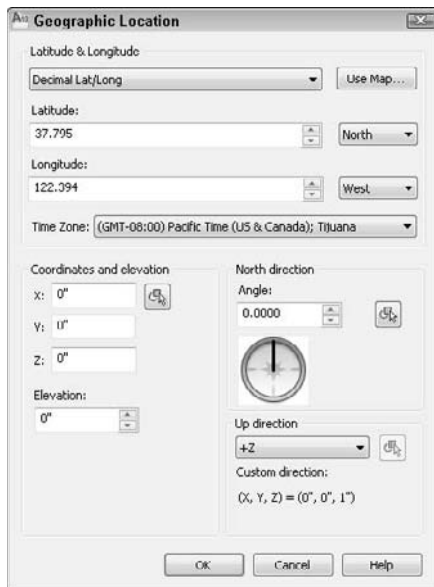 Geographic Location
Latitude & Longitude
Decimal Lat/Long
Use Map...
Latitude:
37.795
North
Longitude:
122.394
West
Time Zone: (GMT-08:00) Pacific Time (US & Canada); Tijuana
Coordinates and elevation
X: 0"
Y: 0"
Z: 0"
Elevation:
0"
North direction
Angle:
0.0000
Up direction
+Z
Custom direction:
(X, Y, Z) = (0", 0", 1")
OK
Cancel
Help